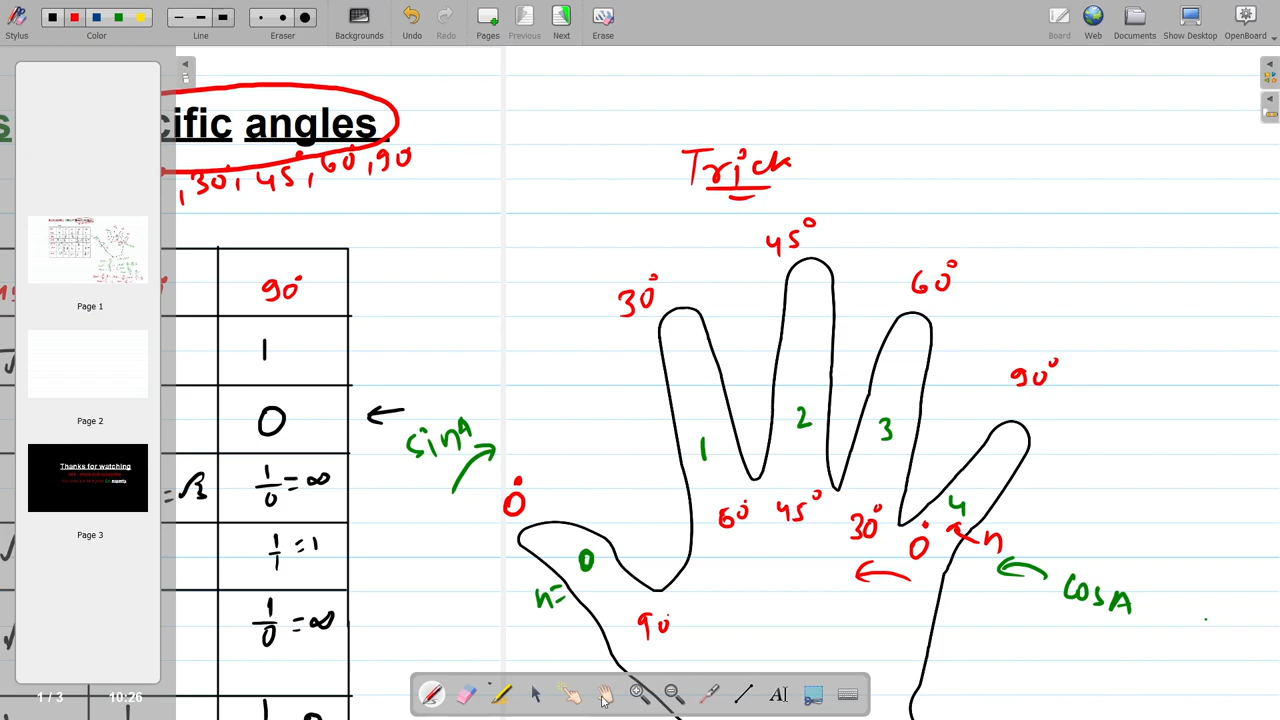 Stylus
Color
Line
Eraser
Backgrounds
Undo
Redo
Pages
Previous
Next
Erase
Board
Web
Documents
Show Desktop
OpenBoard
cific angles
, 30°, 45°, 60°, 90°
Trick
45°
30°
60°
90°
90°
1
2
3
4
0
sinA
0°
60° 45° 30° 0°
n
n=
90°
cosA
1
0
1/0 = ∞
= √3
1/1 = 1
1/0 = ∞
Page 1
Page 2
Thanks for watching
Page 3
1 / 3
10:26